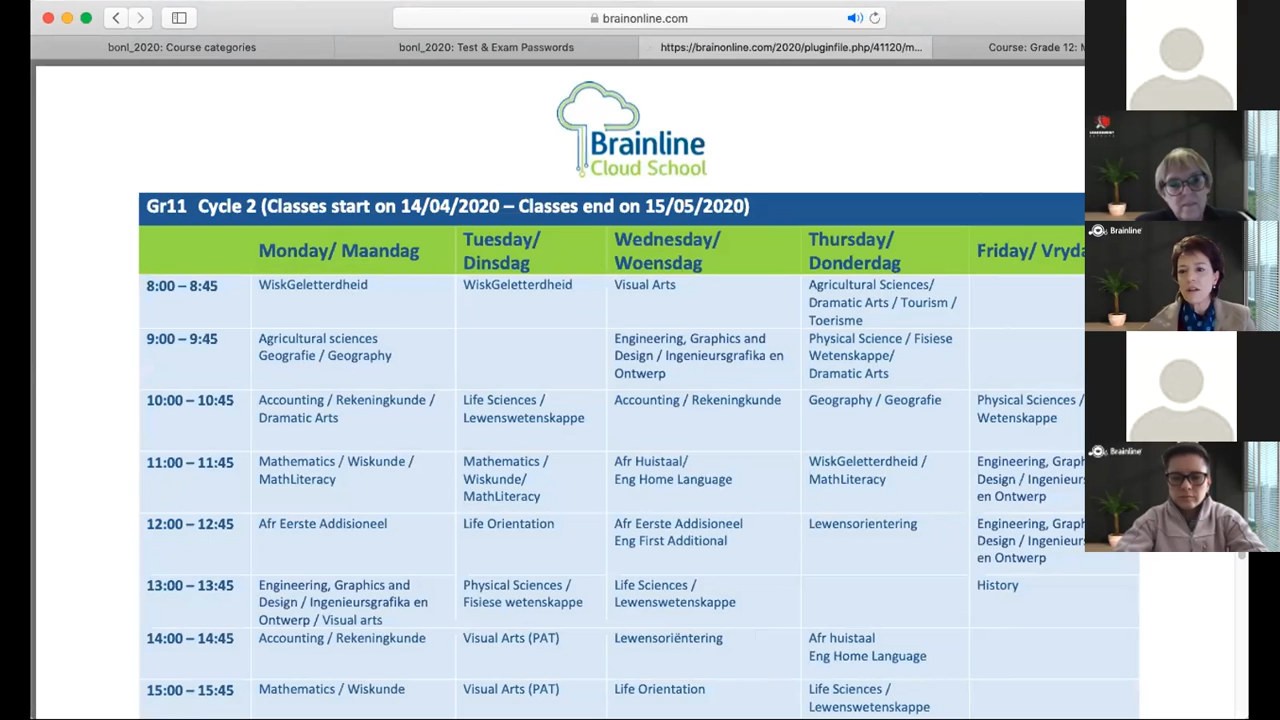 brainonline.com
bonl_2020: Course categories
bonl_2020: Test & Exam Passwords
https://brainonline.com/2020/pluginfile.php/41120/m...
Course: Grade 12: M
Brainline
Cloud School
Gr11 Cycle 2 (Classes start on 14/04/2020 – Classes end on 15/05/2020)
Monday/ Maandag
Tuesday/
Dinsdag
Wednesday/
Woensdag
Thursday/
Donderdag
Friday/ Vryda
8:00 – 8:45
WiskGeletterdheid
WiskGeletterdheid
Visual Arts
Agricultural Sciences/
Dramatic Arts / Tourism /
Toerisme
9:00 – 9:45
Agricultural sciences
Geografie / Geography
Engineering, Graphics and
Design / Ingenieursgrafika en
Ontwerp
Physical Science / Fisiese
Wetenskappe/
Dramatic Arts
10:00 – 10:45
Accounting / Rekeningkunde /
Dramatic Arts
Life Sciences /
Lewenswetenskappe
Accounting / Rekeningkunde
Geography / Geografie
Physical Sciences /
Wetenskappe
11:00 – 11:45
Mathematics / Wiskunde /
MathLiteracy
Mathematics /
Wiskunde/
MathLiteracy
Afr Huistaal/
Eng Home Language
WiskGeletterdheid /
MathLiteracy
Engineering, Graph
Design / Ingenieurs
en Ontwerp
12:00 – 12:45
Afr Eerste Addisioneel
Life Orientation
Afr Eerste Addisioneel
Eng First Additional
Lewensorientering
Engineering, Graph
Design / Ingenieurs
en Ontwerp
13:00 – 13:45
Engineering, Graphics and
Design / Ingenieursgrafika en
Ontwerp / Visual arts
Physical Sciences /
Fisiese wetenskappe
Life Sciences /
Lewenswetenskappe
History
14:00 – 14:45
Accounting / Rekeningkunde
Visual Arts (PAT)
Lewensoriëntering
Afr huistaal
Eng Home Language
15:00 – 15:45
Mathematics / Wiskunde
Visual Arts (PAT)
Life Orientation
Life Sciences /
Lewenswetenskappe
Brainline
Brainline